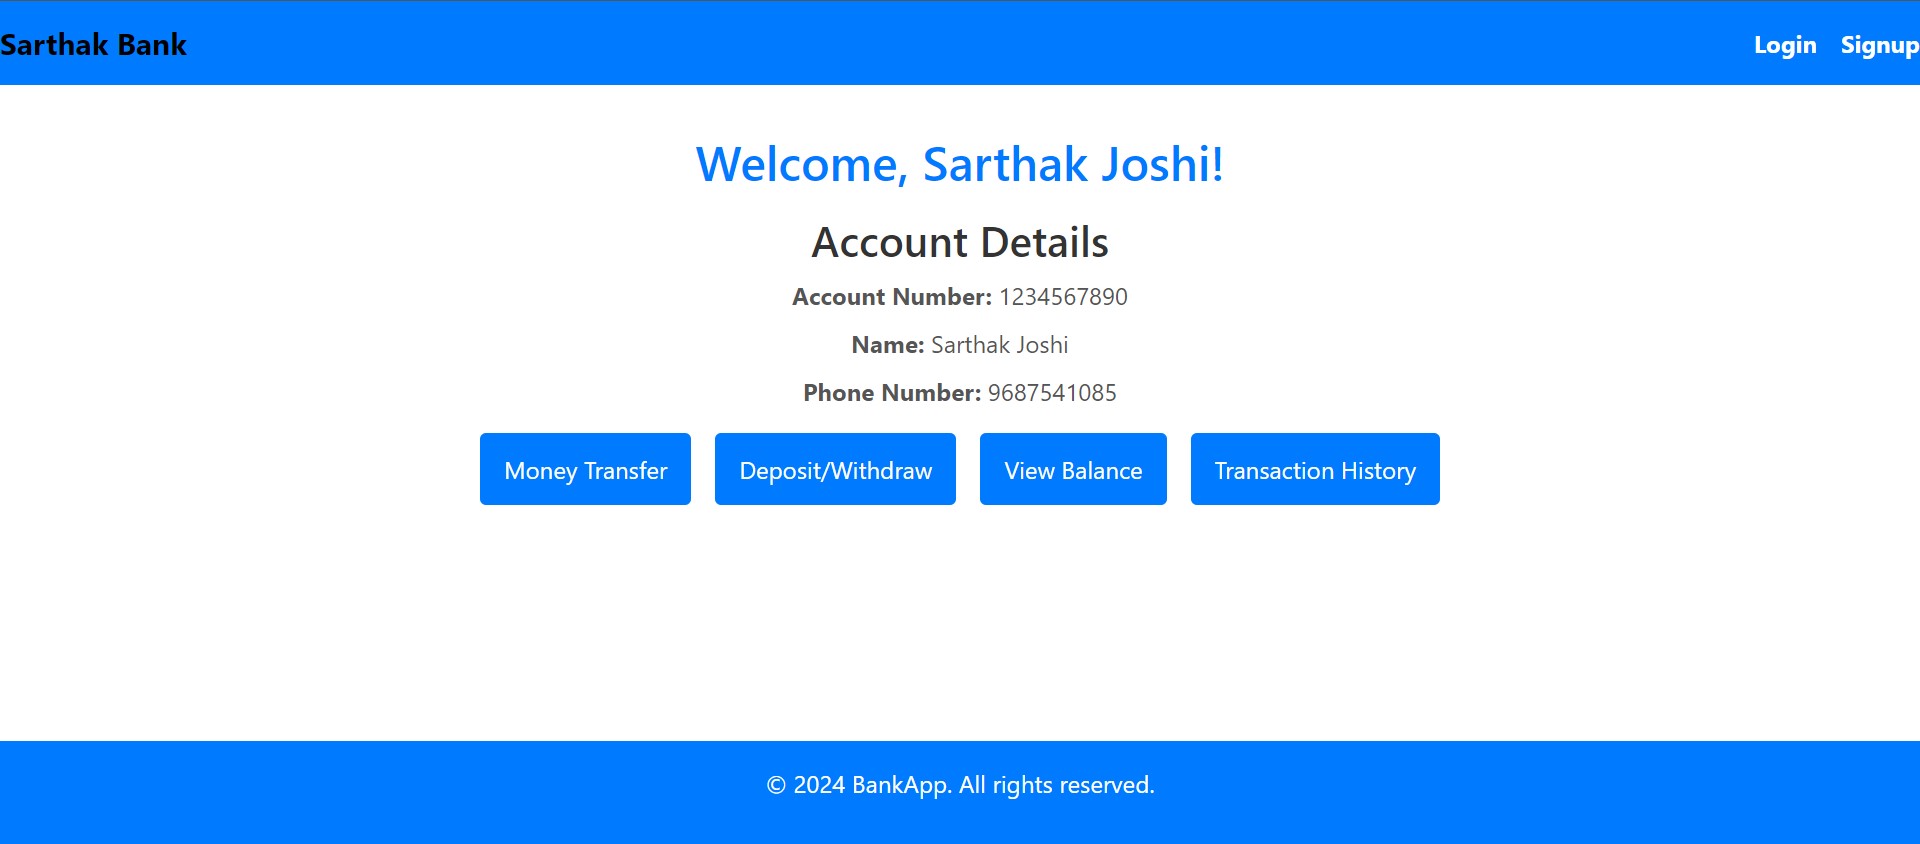 Sarthak Bank Login Signup
Welcome, Sarthak Joshi!
Account Details
Account Number: 1234567890
Name: Sarthak Joshi
Phone Number: 9687541085
Money Transfer Deposit/Withdraw View Balance Transaction History
© 2024 BankApp. All rights reserved.